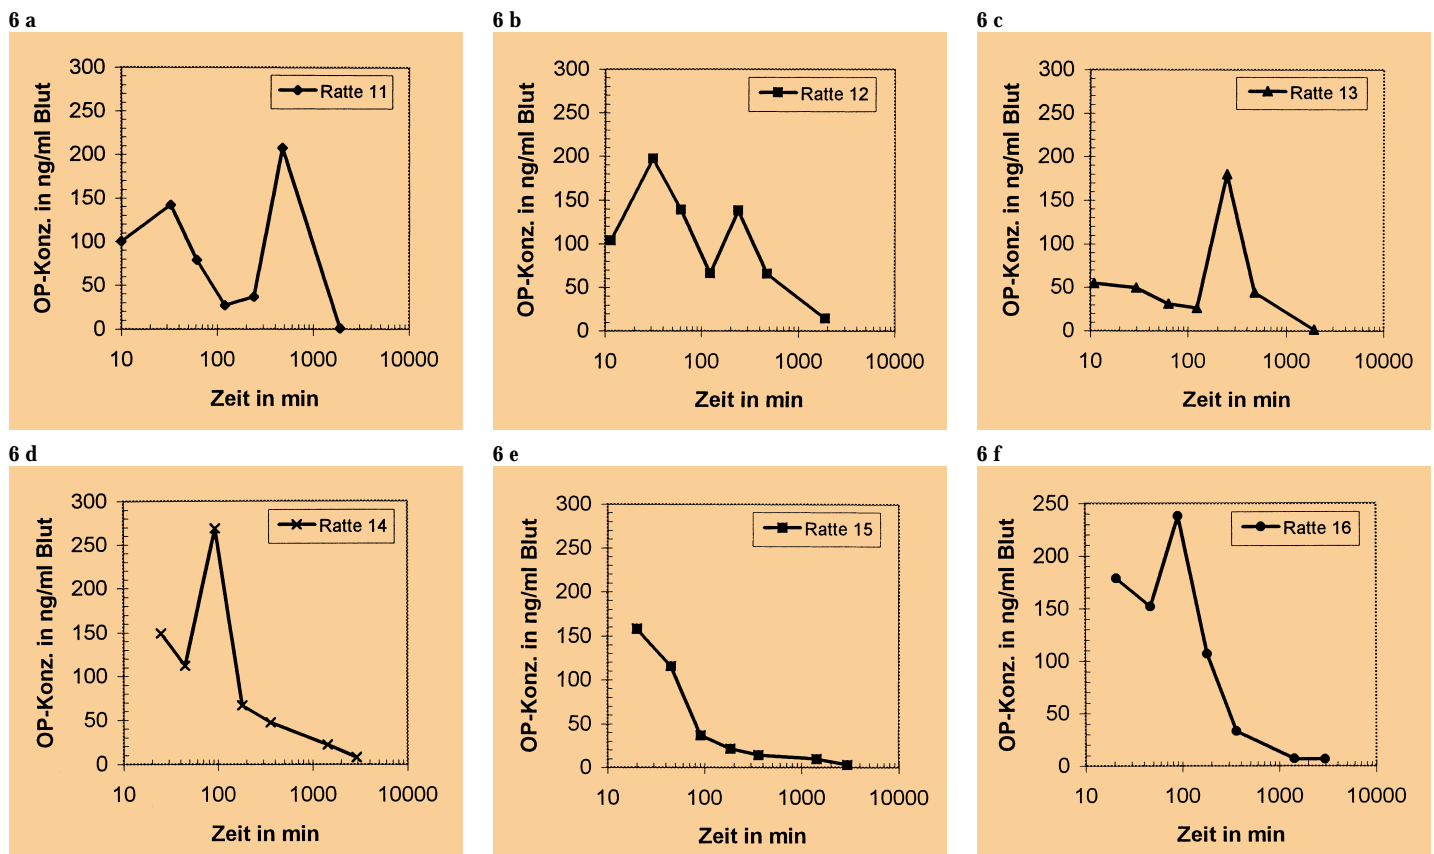 6 a
300
250
200
150
100
50
0
OP-Konz. in ng/ml Blut
Ratte 11
10 100 1000 10000
Zeit in min
6 b
300
250
200
150
100
50
0
OP-Konz. in ng/ml Blut
Ratte 12
10 100 1000 10000
Zeit in min
6 c
300
250
200
150
100
50
0
OP-Konz. in ng/ml Blut
Ratte 13
10 100 1000 10000
Zeit in min
6 d
300
250
200
150
100
50
0
OP-Konz. in ng/ml Blut
Ratte 14
10 100 1000 10000
Zeit in min
6 e
300
250
200
150
100
50
0
OP-Konz. in ng/ml Blut
Ratte 15
10 100 1000 10000
Zeit in min
6 f
250
200
150
100
50
0
OP-Konz. in ng/ml Blut
Ratte 16
10 100 1000 10000
Zeit in min